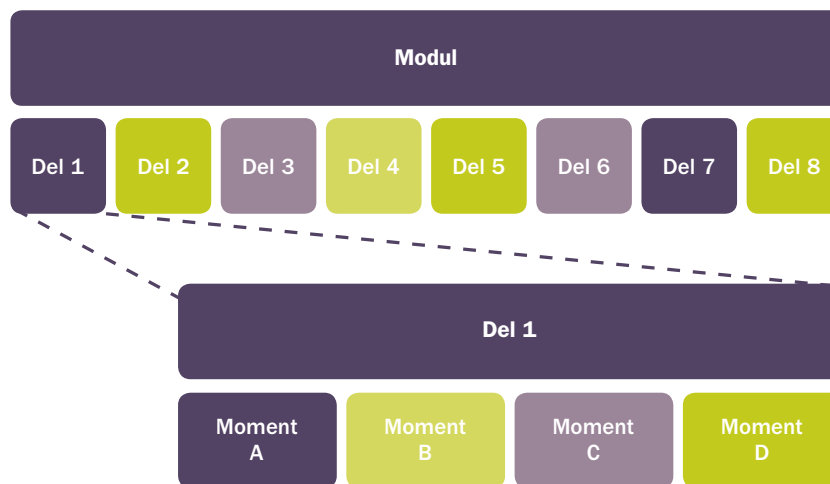 Modul
Del 1 Del 2 Del 3 Del 4 Del 5 Del 6 Del 7 Del 8
Del 1
Moment Moment Moment Moment
A B C D